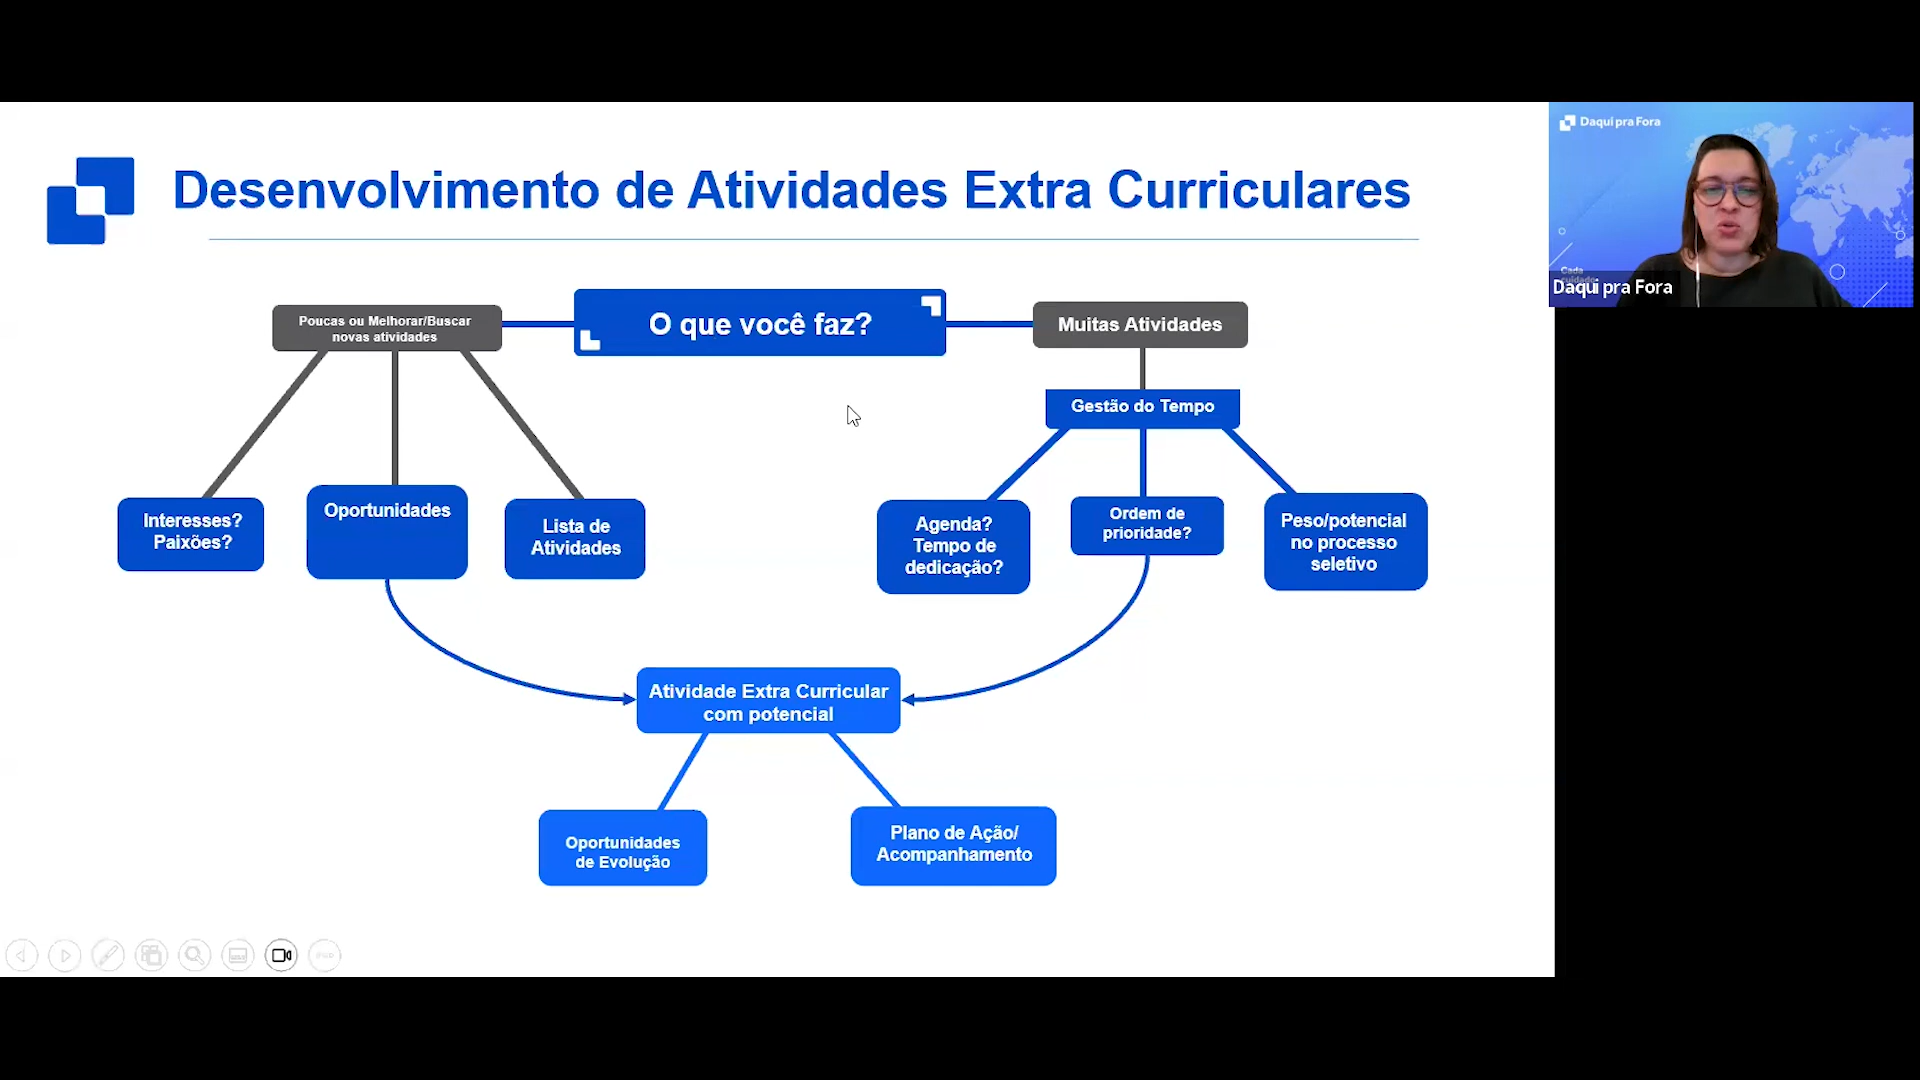 Desenvolvimento de Atividades Extra Curriculares
Daqui pra Fora
Cada
Daqui pra Fora
Poucas ou Melhorar/Buscar
novas atividades
O que você faz?
Muitas Atividades
Gestão do Tempo
Interesses?
Paixões?
Oportunidades
Lista de
Atividades
Agenda?
Tempo de
dedicação?
Ordem de
prioridade?
Peso/potencial
no processo
seletivo
Atividade Extra Curricular
com potencial
Oportunidades
de Evolução
Plano de Ação/
Acompanhamento